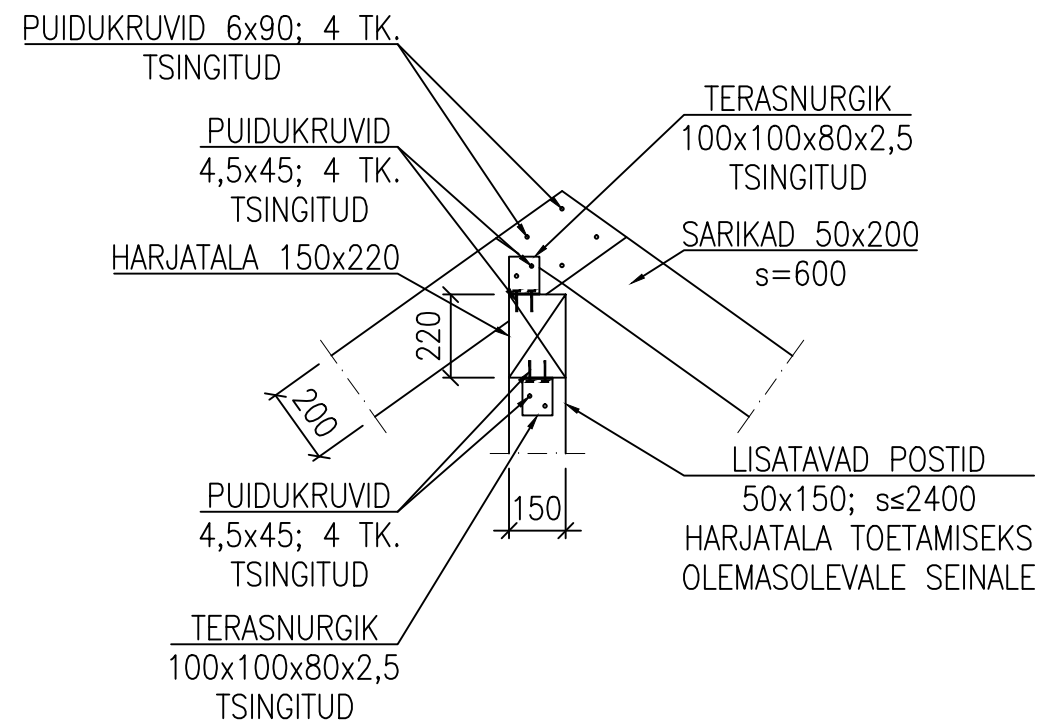 PUIDUKRUVID 6x90; 4 TK.
TSINGITUD
PUIDUKRUVID
4,5x45; 4 TK.
TSINGITUD
HARJATALA 150x220
TERASNURGIK
100x100x80x2,5
TSINGITUD
SARIKAD 50x200
s=600
220
200
150
PUIDUKRUVID
4,5x45; 4 TK.
TSINGITUD
TERASNURGIK
100x100x80x2,5
TSINGITUD
LISATAVAD POSTID
50x150; s≤2400
HARJATALA TOETAMISEKS
OLEMASOLEVALE SEINALE